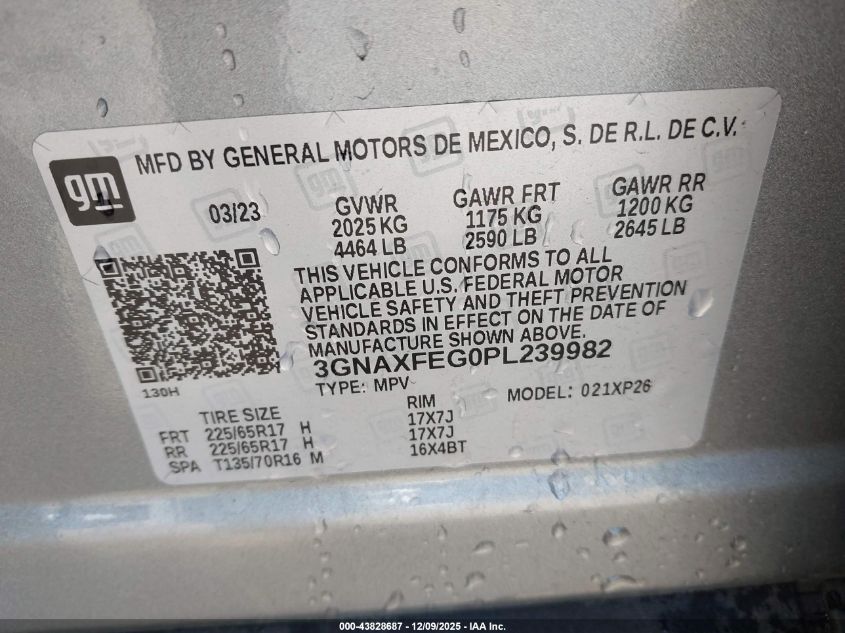 gm
MFD BY GENERAL MOTORS DE MEXICO, S. DE R.L. DE C.V.
03/23
GVWR
2025 KG
4464 LB
GAWR FRT
1175 KG
2590 LB
GAWR RR
1200 KG
2645 LB
THIS VEHICLE CONFORMS TO ALL
APPLICABLE U.S. FEDERAL MOTOR
VEHICLE SAFETY AND THEFT PREVENTION
STANDARDS IN EFFECT ON THE DATE OF
MANUFACTURE SHOWN ABOVE.
3GNAXFEG0PL239982
130H
TYPE: MPV
MODEL: 021XP26
TIRE SIZE RIM
FRT 225/65R17 H 17X7J
RR 225/65R17 H 17X7J
SPA T135/70R16 M 16X4BT
000-43828687 - 12/09/2025 - IAA Inc.